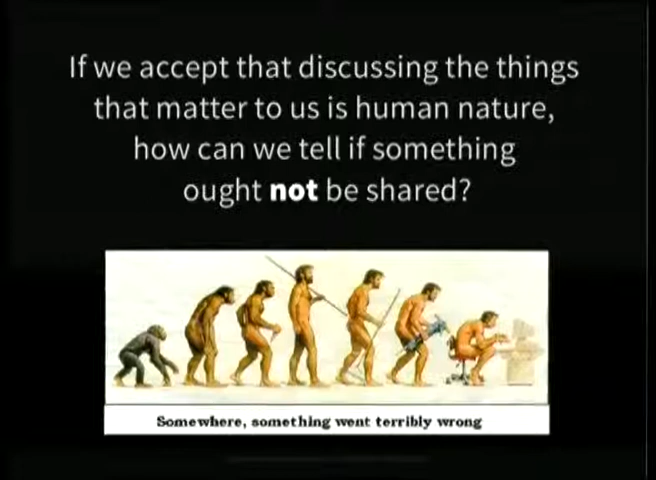 If we accept that discussing the things
that matter to us is human nature,
how can we tell if something
ought not be shared?
Somewhere, something went terribly wrong